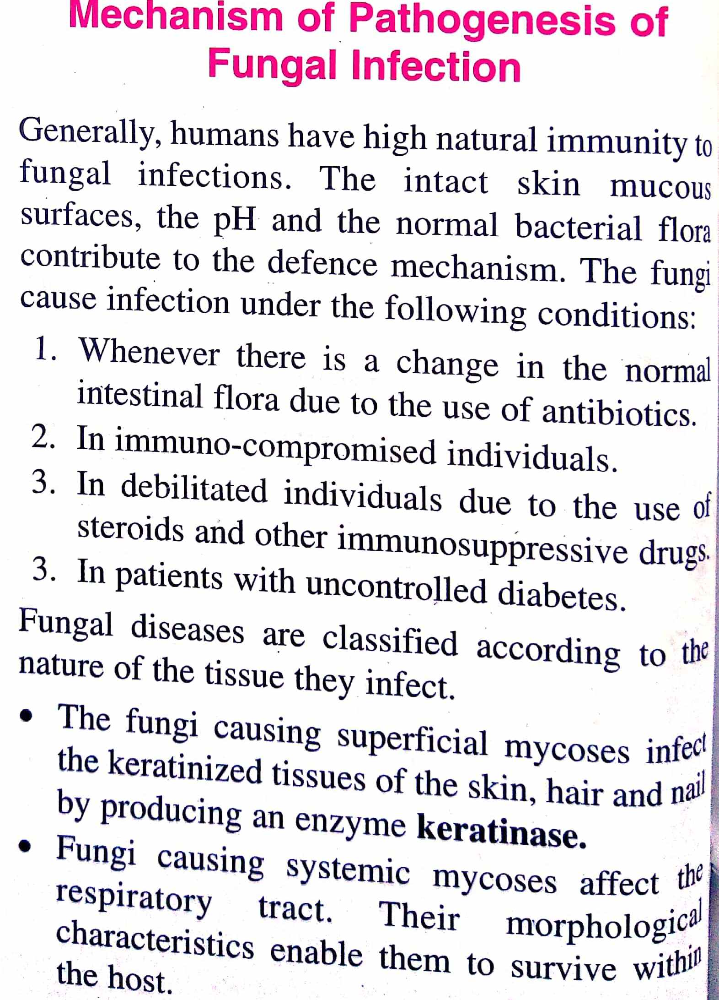 Mechanism of Pathogenesis of
Fungal Infection
Generally, humans have high natural immunity to
fungal infections. The intact skin mucous
surfaces, the pH and the normal bacterial flora
contribute to the defence mechanism. The fungi
cause infection under the following conditions:
1. Whenever there is a change in the normal
intestinal flora due to the use of antibiotics.
2. In immuno-compromised individuals.
3. In debilitated individuals due to the use of
steroids and other immunosuppressive drugs.
3. In patients with uncontrolled diabetes.
Fungal diseases are classified according to the
nature of the tissue they infect.
• The fungi causing superficial mycoses infect
the keratinized tissues of the skin, hair and nail
by producing an enzyme keratinase.
• Fungi causing systemic mycoses affect the
respiratory tract. Their morphological
characteristics enable them to survive within
the host.